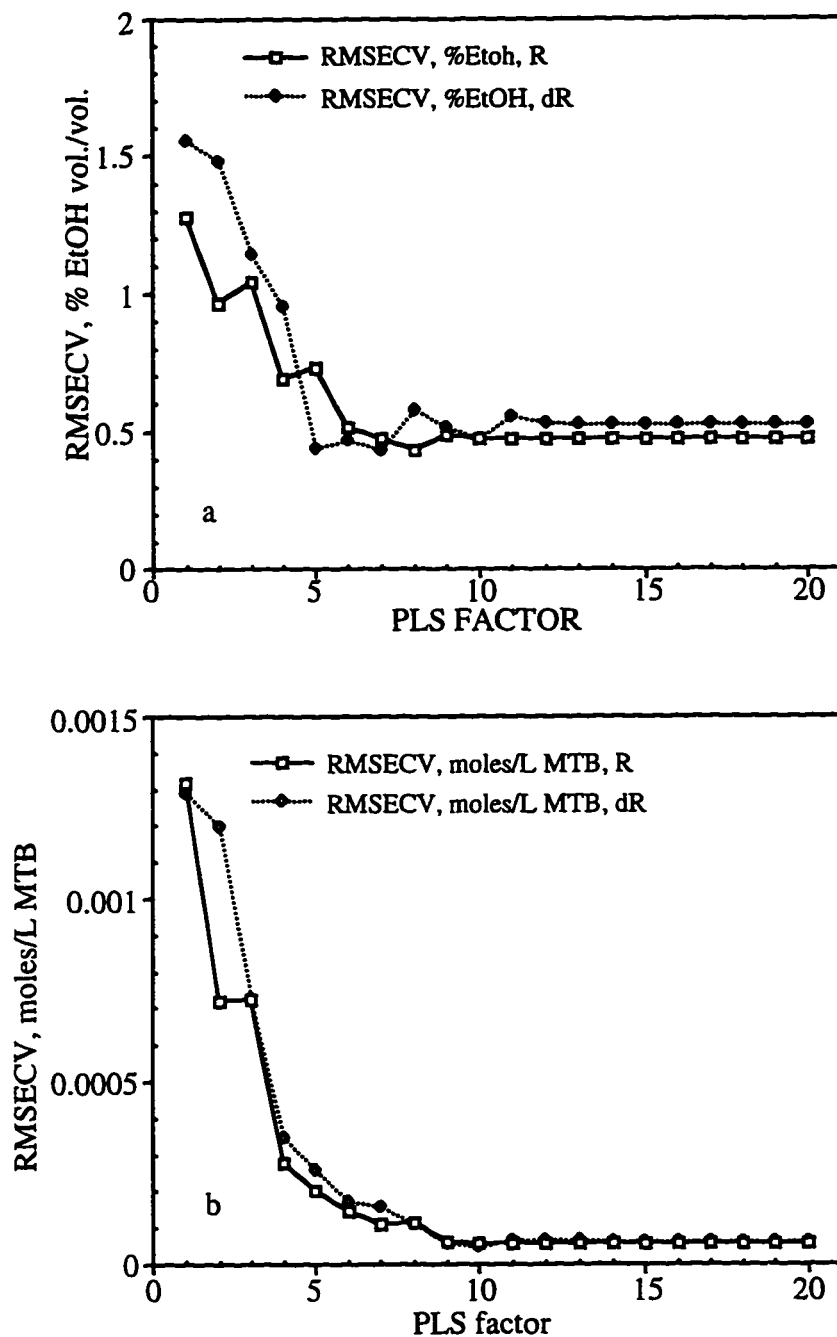 2
RMSECV, %Etoh, R
RMSECV, %EtOH, dR
1.5
1
0.5
0
RMSECV, % EtOH vol./vol.
a
0 5 10 15 20
PLS FACTOR
0.0015
RMSECV, moles/L MTB, R
RMSECV, moles/L MTB, dR
0.001
0.0005
0
RMSECV, moles/L MTB
b
0 5 10 15 20
PLS factor